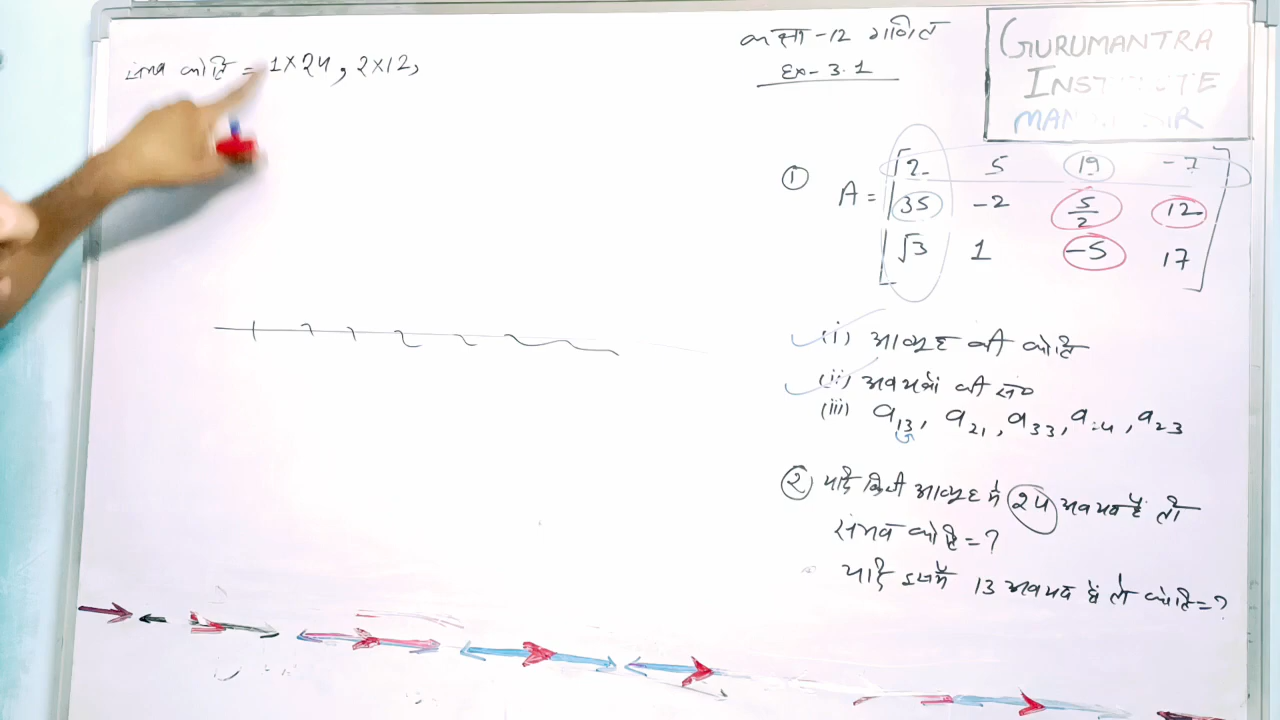 संभव कोटि = 1×24, 2×12,
कक्षा -12 गणित
Ex- 3.1
GURUMANTRA
INSTITUTE
①
A = [2 5 19 -7
35 -2 5/2 12
√3 1 -5 17]
(i) आव्यूह की कोटि
(ii) अवयवों की सं०
(iii) a13, a21, a33, a24, a23
② यदि किसी आव्यूह में 24 अवयव हैं तो
संभव कोटि = ?
यदि इसमें 13 अवयव हैं तो कोटि = ?